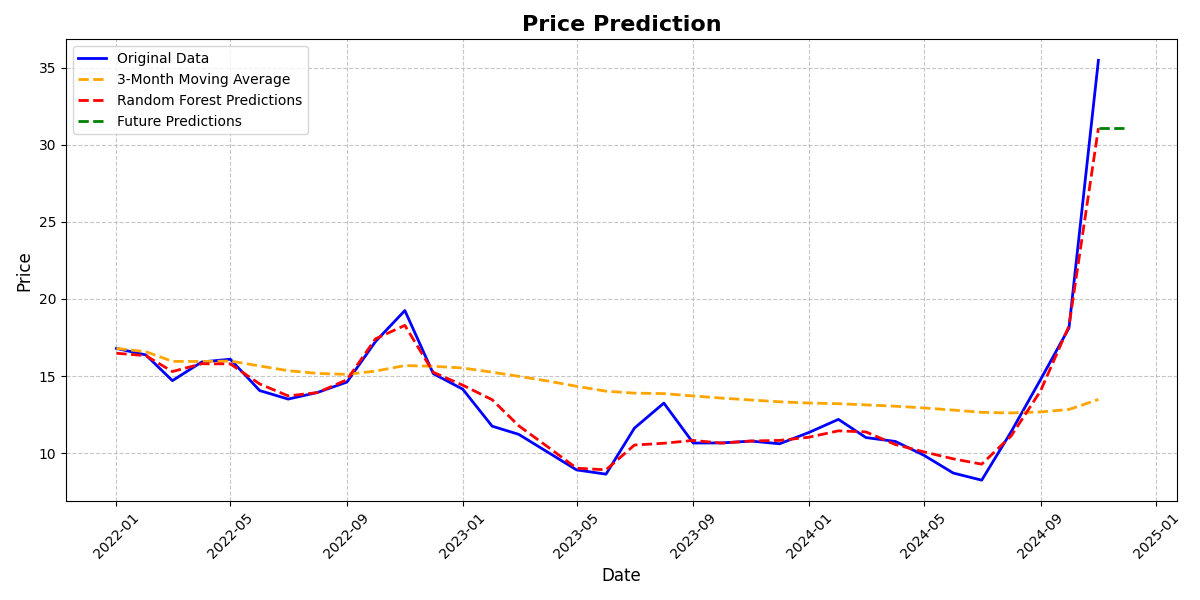 Price Prediction
Original Data
3-Month Moving Average
Random Forest Predictions
Future Predictions
35
30
25
20
15
10
Price
2022-01
2022-05
2022-09
2023-01
2023-05
2023-09
2024-01
2024-05
2024-09
2025-01
Date